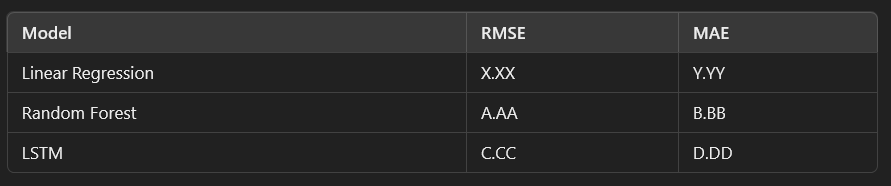 Model RMSE MAE
Linear Regression X.XX Y.YY
Random Forest A.AA B.BB
LSTM C.CC D.DD